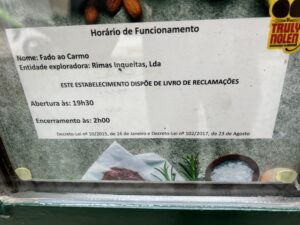 Horário de Funcionamento
Nome: Fado ao Carmo
Entidade exploradora: Rimas Inqueitas, Lda
ESTE ESTABELECIMENTO DISPÕE DE LIVRO DE RECLAMAÇÕES
Abertura às: 19h30
Encerramento às: 2h00
Decreto-Lei nº 10/2015, de 16 de Janeiro e Decreto-Lei nº 102/2017, de 23 de Agosto
TRULY
NOLEN